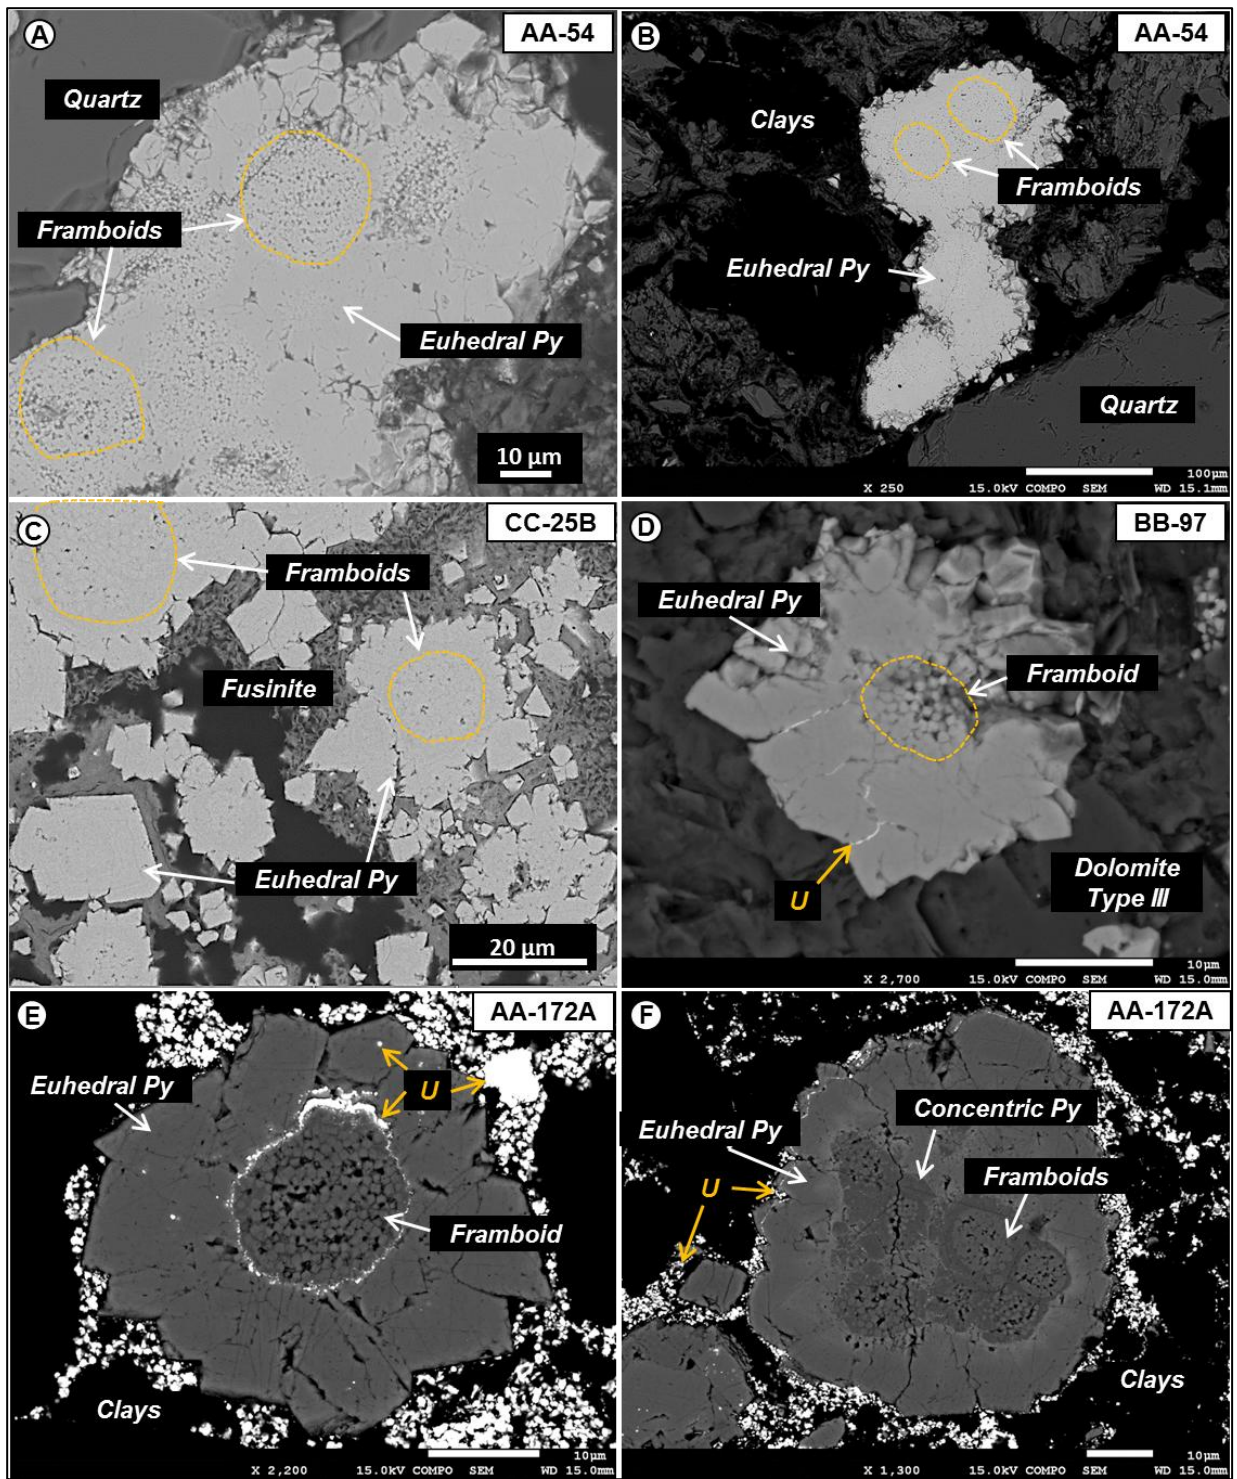 A
AA-54
Quartz
Framboids
Euhedral Py
10 µm
B
AA-54
Clays
Framboids
Euhedral Py
Quartz
100µm
X 250 15.0kV COMPO SEM WD 15.1mm
C
CC-25B
Framboids
Fusinite
Euhedral Py
20 µm
D
BB-97
Euhedral Py
Framboid
U
Dolomite
Type III
10µm
X 2,700 15.0kV COMPO SEM WD 15.0mm
E
AA-172A
Euhedral Py
U
Framboid
Clays
10µm
X 2,200 15.0kV COMPO SEM WD 15.0mm
F
AA-172A
Concentric Py
Euhedral Py
Framboids
U
Clays
10µm
X 1,300 15.0kV COMPO SEM WD 15.0mm